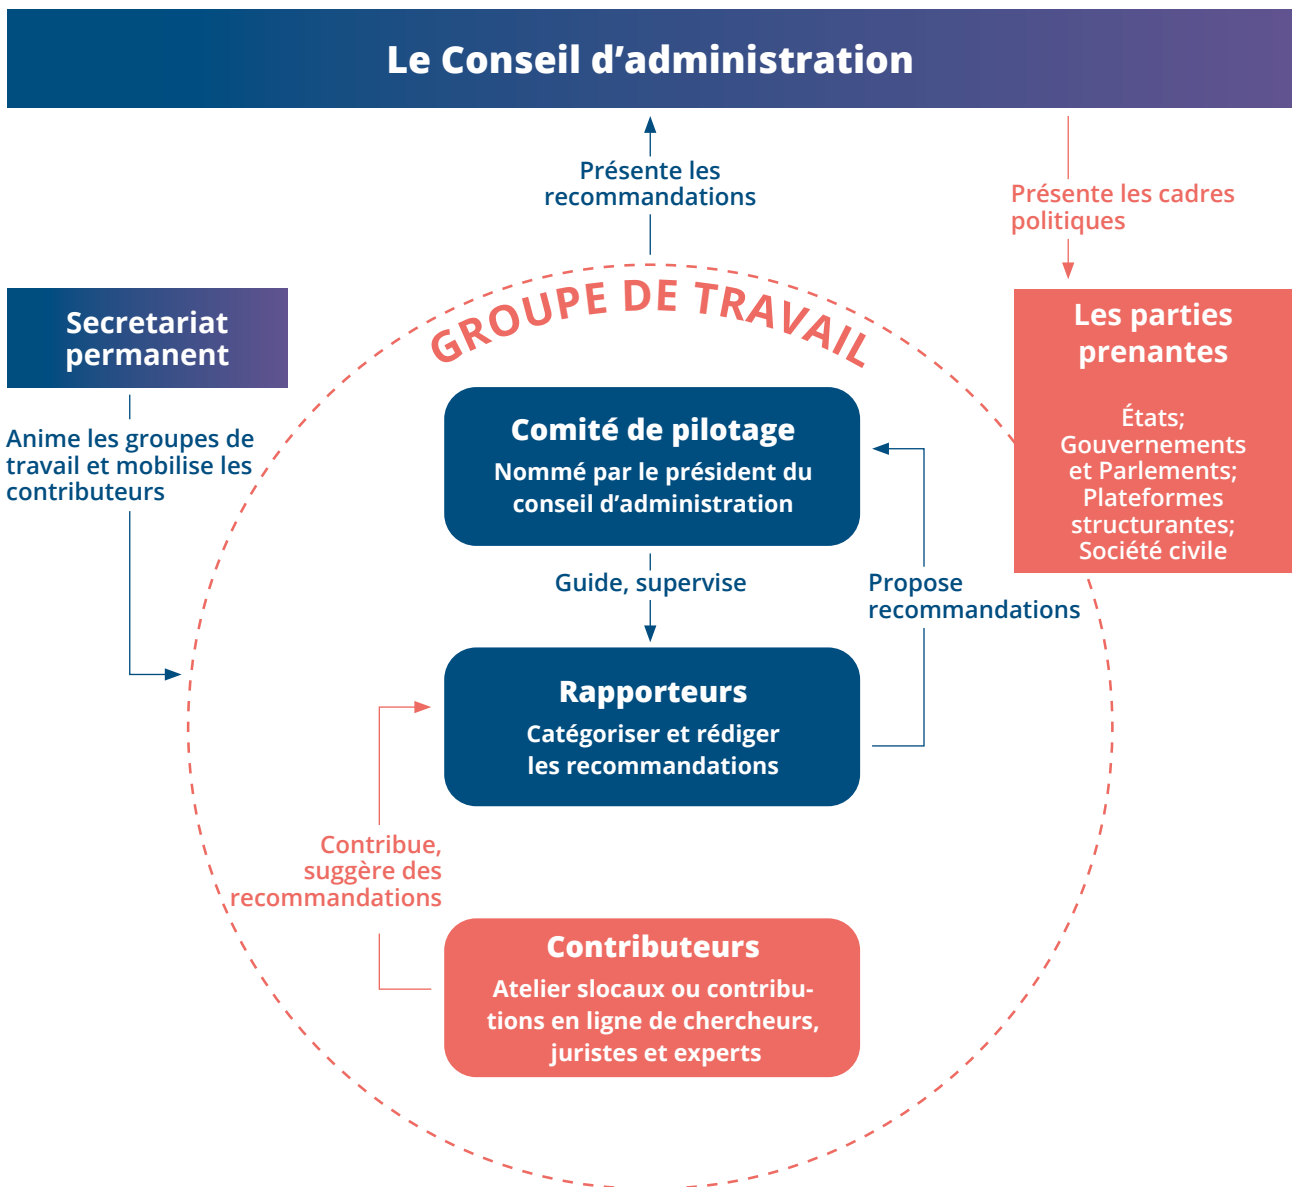 Le Conseil d’administration
Présente les
recommandations
Présente les cadres
politiques
GROUPE DE TRAVAIL
Secretariat
permanent
Anime les groupes de
travail et mobilise les
contributeurs
Les parties
prenantes
États;
Gouvernements
et Parlements;
Plateformes
structurantes;
Société civile
Comité de pilotage
Nommé par le président du
conseil d’administration
Guide, supervise
Propose
recommandations
Rapporteurs
Catégoriser et rédiger
les recommandations
Contribue,
suggère des
recommandations
Contributeurs
Atelier slocaux ou contribu-
tions en ligne de chercheurs,
juristes et experts